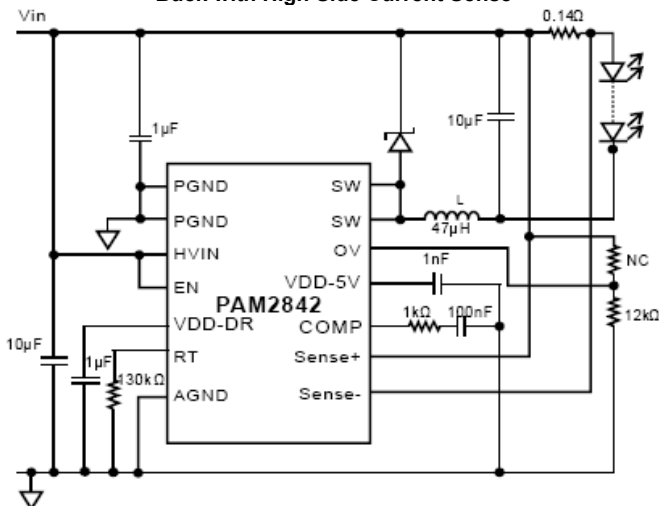 Buck with High Side Current Sense
Vin
0.14Ω
1μF
10μF
PGND
SW
PGND
SW
L
47μH
HVIN
OV
1nF
NC
EN
VDD-5V
PAM2842
VDD-DR
COMP
1kΩ
100nF
12kΩ
10μF
1μF
RT
Sense+
130kΩ
AGND
Sense-